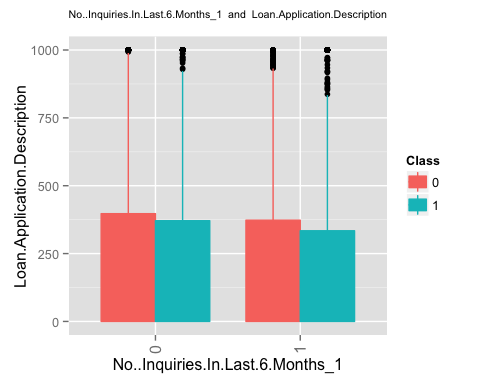 No..Inquiries.In.Last.6.Months_1 and Loan.Application.Description
1000
750
500
250
0
Loan.Application.Description
0
1
No..Inquiries.In.Last.6.Months_1
Class
0
1